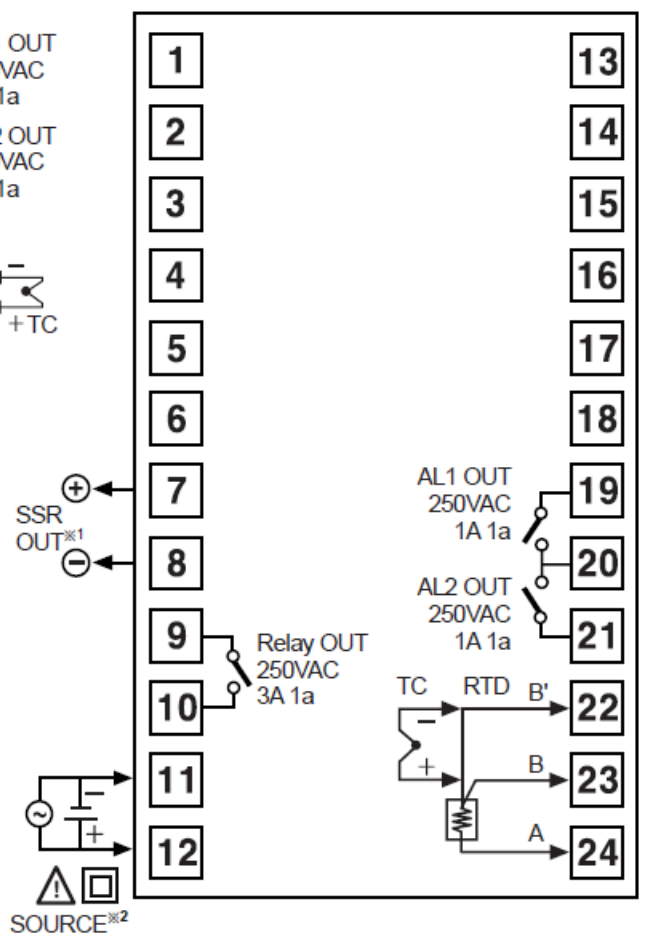 OUT
VAC
1a
2 OUT
VAC
1a
−
+TC
1
2
3
4
5
6
7
8
9
10
11
12
13
14
15
16
17
18
19
20
21
22
23
24
+
SSR
OUT※1
−
Relay OUT
250VAC
3A 1a
~
−
+
SOURCE※2
AL1 OUT
250VAC
1A 1a
AL2 OUT
250VAC
1A 1a
TC
RTD
B'
−
+
B
A